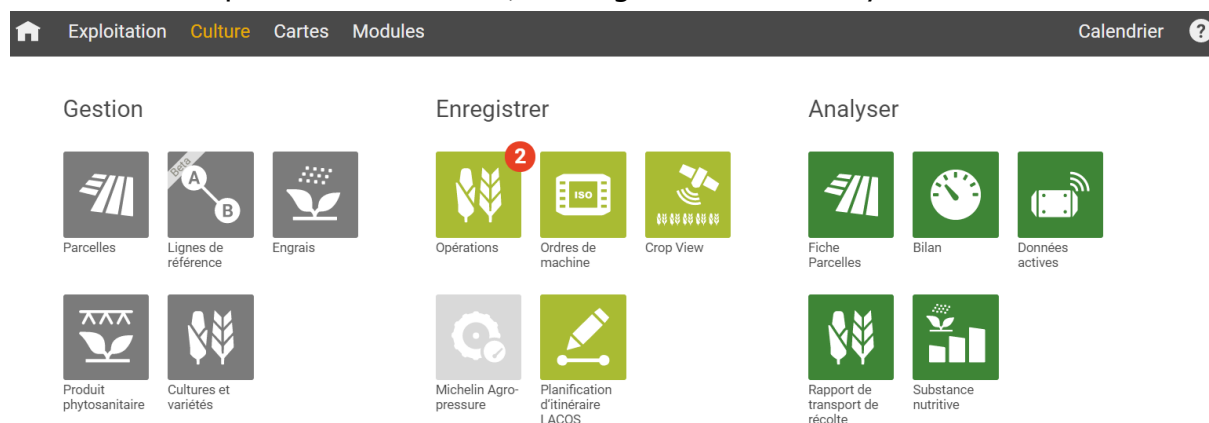 Exploitation Culture Cartes Modules Calendrier ?
Gestion Enregistrer Analyser
Beta
A
B
2
ISO
Parcelles
Lignes de
référence
Engrais
Opérations
Ordres de
machine
Crop View
Fiche
Parcelles
Bilan
Données
actives
Produit
phytosanitaire
Cultures et
variétés
Michelin Agro-
pressure
Planification
d'itinéraire
LACOS
Rapport de
transport de
récolte
Substance
nutritive